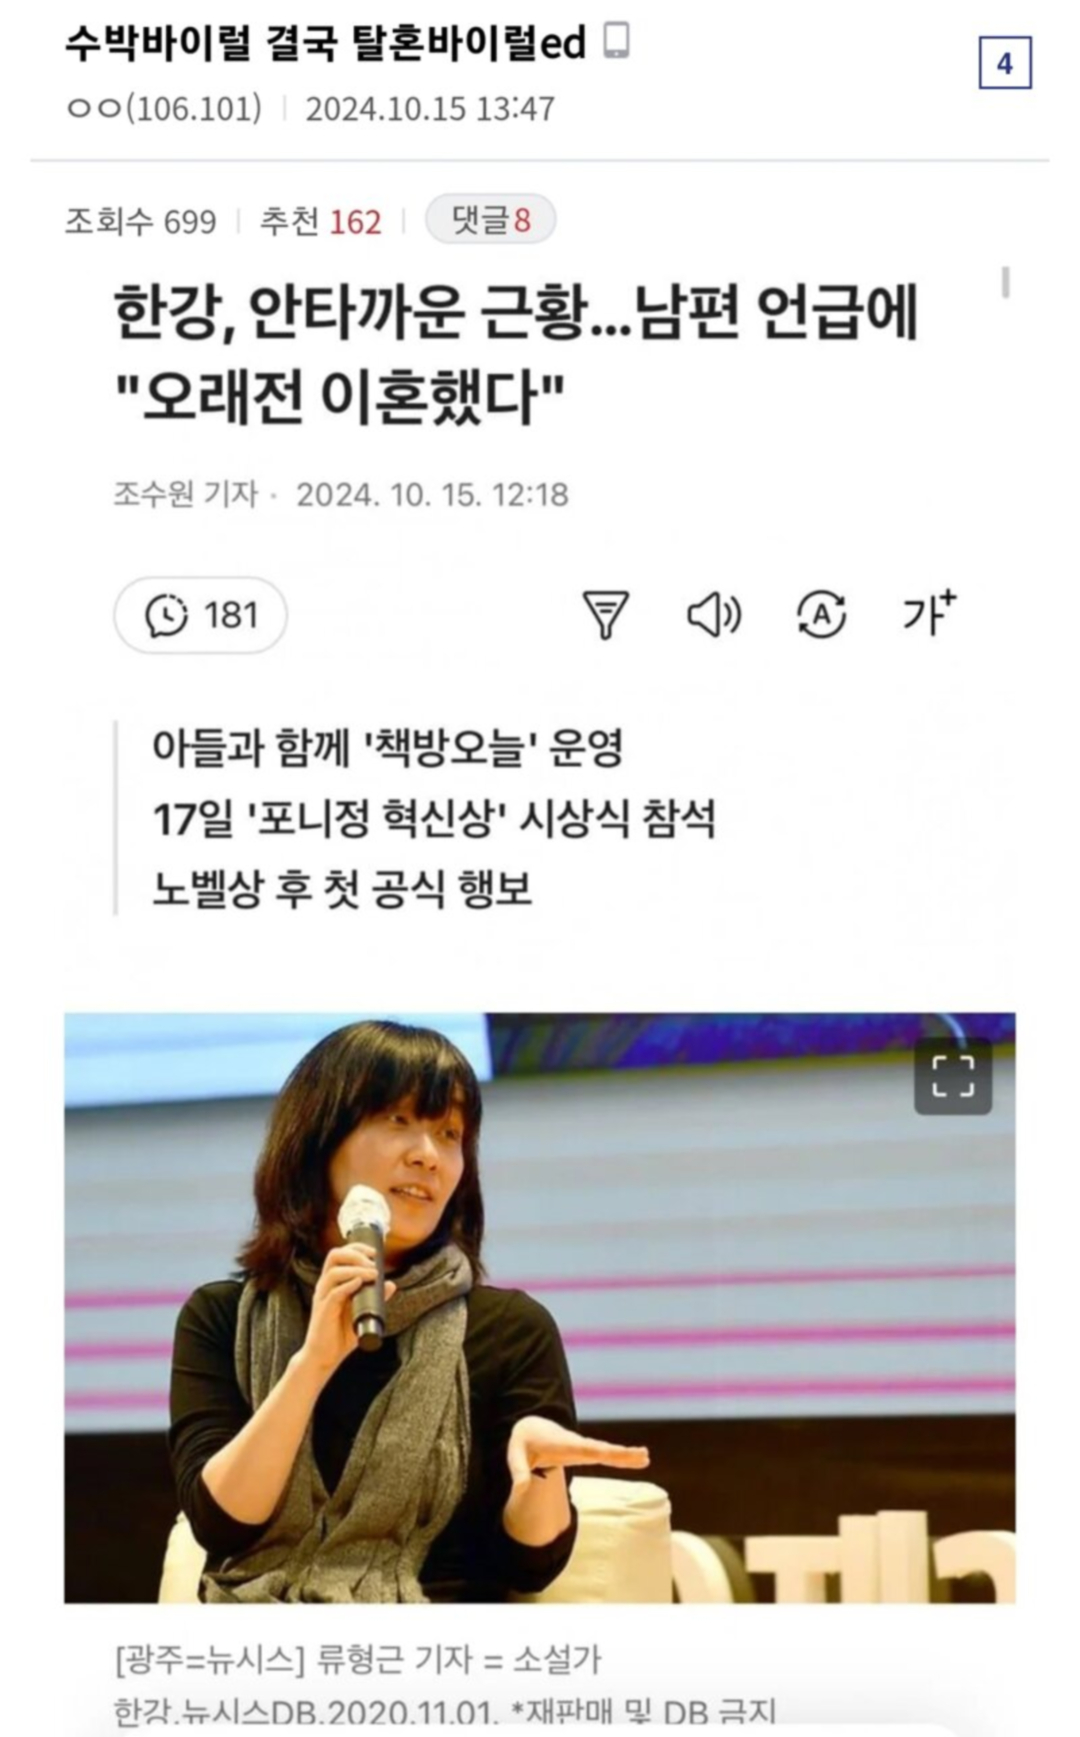 수박바이럴 결국 탈혼바이럴ed
4
ㅇㅇ(106.101) | 2024.10.15 13:47
조회수 699 | 추천 162 | 댓글8
한강, 안타까운 근황...남편 언급에
"오래전 이혼했다"
조수원 기자 · 2024. 10. 15. 12:18
181
가+
아들과 함께 '책방오늘' 운영
17일 '포니정 혁신상' 시상식 참석
노벨상 후 첫 공식 행보
[광주=뉴시스] 류형근 기자 = 소설가
한강.뉴시스DB.2020.11.01. *재판매 및 DB 금지